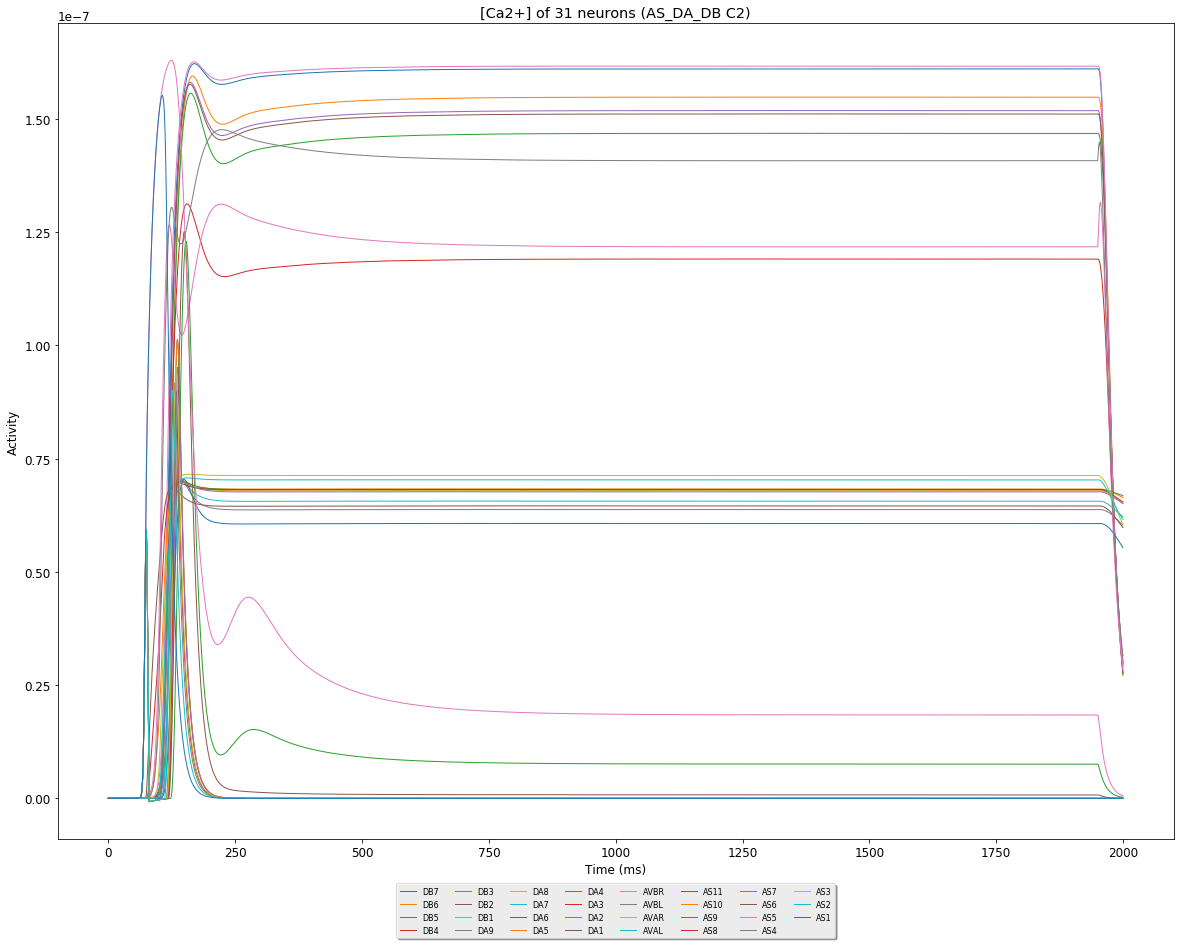 [Ca2+] of 31 neurons (AS_DA_DB C2)
1e−7
1.50
1.25
1.00
0.75
0.50
0.25
0.00
Activity
0 250 500 750 1000 1250 1500 1750 2000
Time (ms)
DB7 DB3 DA8 DA4 AVBR AS11 AS7 AS3
DB6 DB2 DA7 DA3 AVBL AS10 AS6 AS2
DB5 DB1 DA6 DA2 AVAR AS9 AS5 AS1
DB4 DA9 DA5 DA1 AVAL AS8 AS4